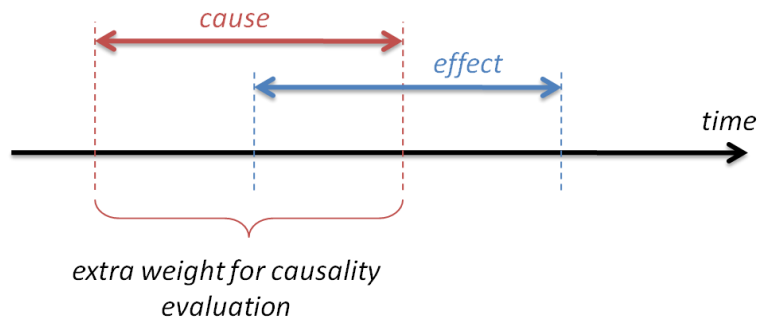 cause
effect
time
extra weight for causality
evaluation